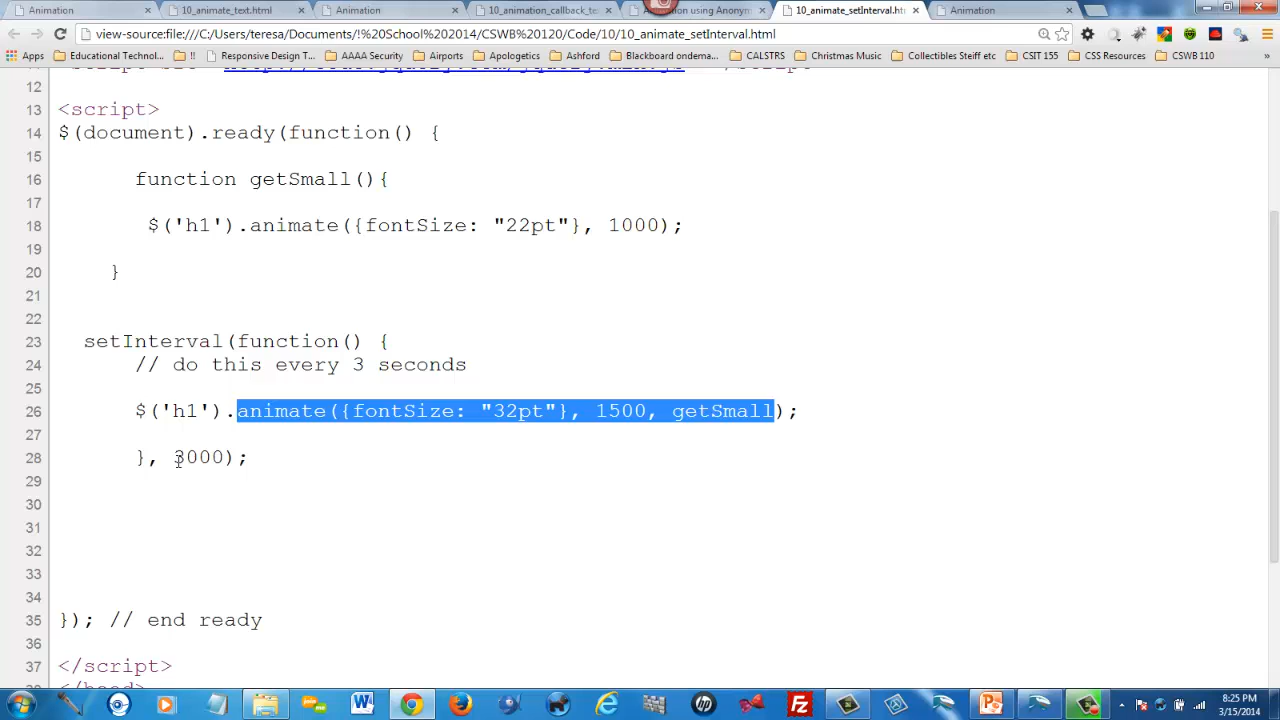 Animation
10_animate_text.html
Animation
10_animation_callback_te
Animation using Anonym
10_animate_setInterval.ht
Animation
view-source:file:///C:/Users/teresa/Documents/!%20School%202014/CSWB%20120/Code/10/10_animate_setInterval.html
Apps
Educational Technol...
!!
Responsive Design T...
AAAA Security
Airports
Apologetics
Ashford
Blackboard ondema...
CALSTRS
Christmas Music
Collectibles Steiff etc
CSIT 155
CSS Resources
CSWB 110
»
12
13 <script>
14 $(document).ready(function() {
15
16 function getSmall(){
17
18 $('h1').animate({fontSize: "22pt"}, 1000);
19
20 }
21
22
23 setInterval(function() {
24 // do this every 3 seconds
25
26 $('h1').animate({fontSize: "32pt"}, 1500, getSmall);
27
28 }, 3000);
29
30
31
32
33
34
35 }); // end ready
36
37 </script>
</head>
8:25 PM
3/15/2014